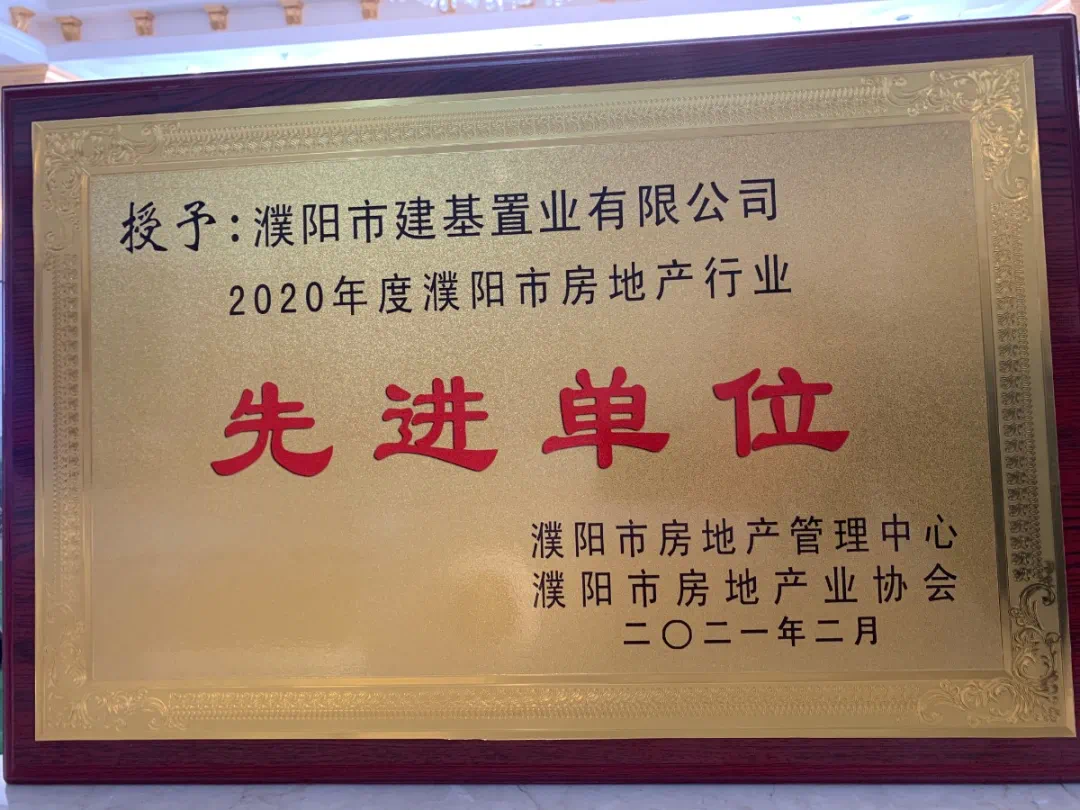 授予:濮阳市建基置业有限公司
2020年度濮阳市房地产行业
先进单位
濮阳市房地产管理中心
濮阳市房地产业协会
二〇二一年二月